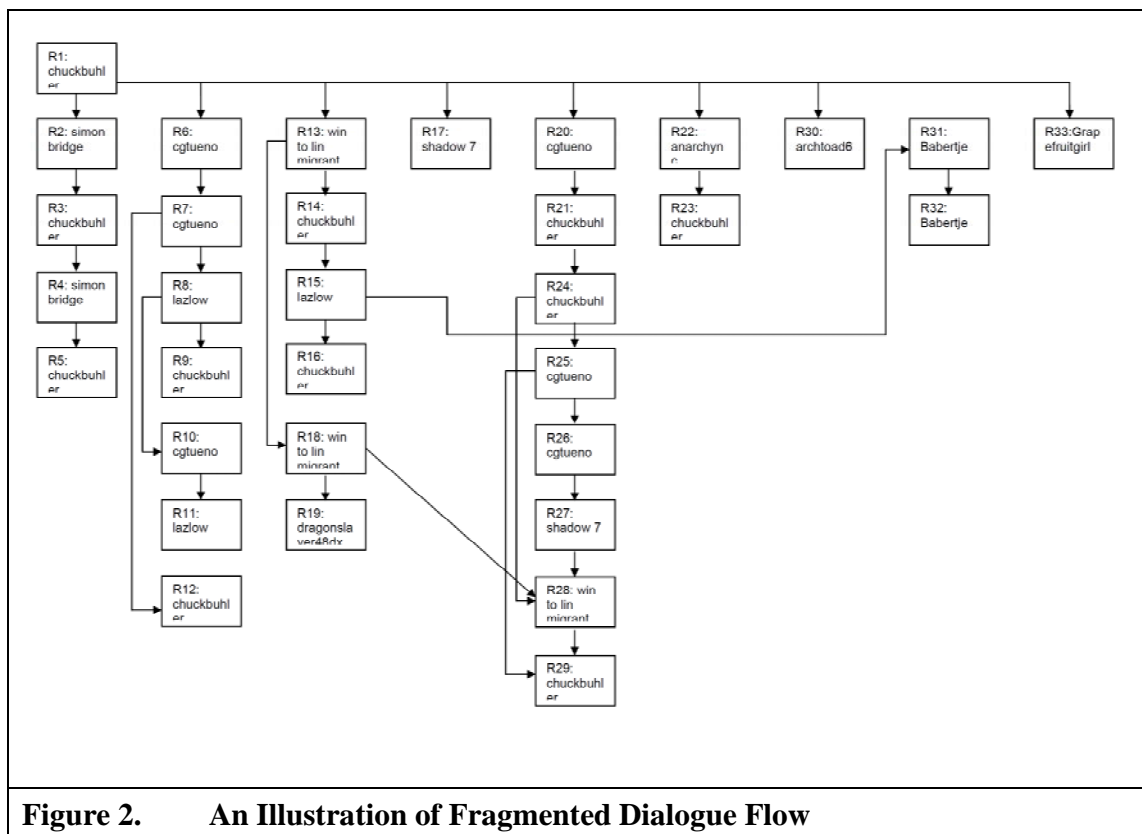 R1:
chuckbuhl
er
R2: simon
bridge
R6:
cgtueno
R13: win
to lin
migrant
R17:
shadow 7
R20:
cgtueno
R22:
anarchyn
c
R30:
archtoad6
R31:
Babertje
R33:Grap
efruitgirl
R3:
chuckbuhl
er
R7:
cgtueno
R14:
chuckbuhl
er
R21:
chuckbuhl
er
R23:
chuckbuhl
er
R32:
Babertje
R4: simon
bridge
R8:
lazlow
R15:
lazlow
R24:
chuckbuhl
er
R5:
chuckbuhl
er
R9:
chuckbuhl
er
R16:
chuckbuhl
er
R25:
cgtueno
R10:
cgtueno
R18: win
to lin
migrant
R26:
cgtueno
R11:
lazlow
R19:
dragonsla
yer48dx
R27:
shadow 7
R12:
chuckbuhl
er
R28: win
to lin
migrant
R29:
chuckbuhl
er
Figure 2. An Illustration of Fragmented Dialogue Flow